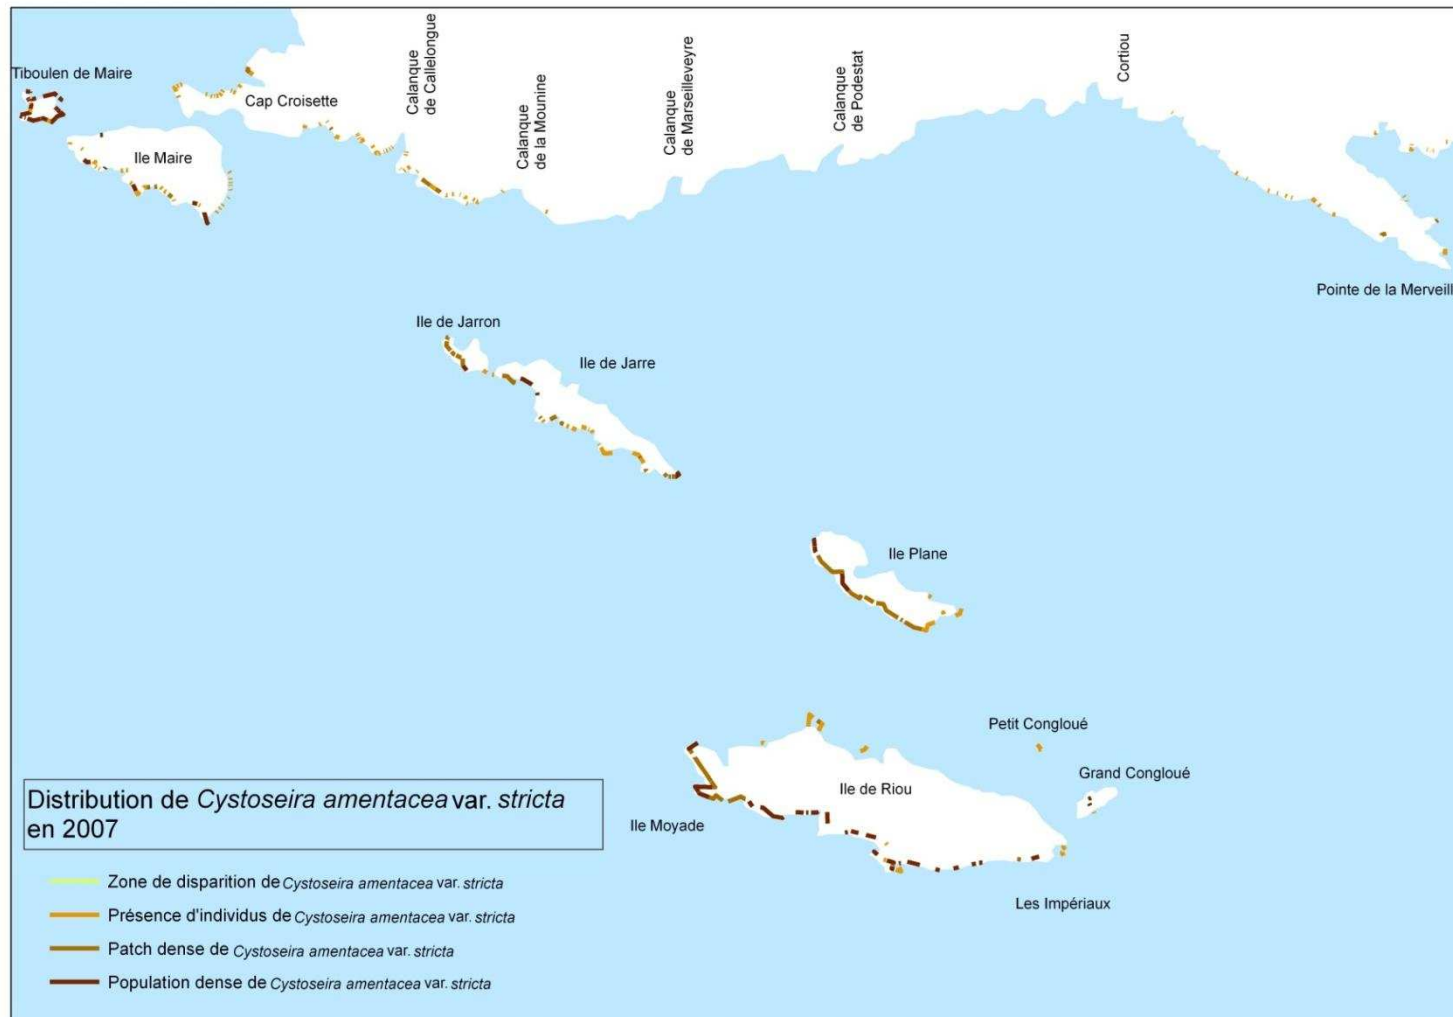 Tiboulen de Maire
Cap Croisette
Ile Maire
Calanque
de Callelongue
Calanque
de la Mounine
Calanque
de Marseilleveyre
Calanque
de Podestat
Cortiou
Pointe de la Merveill
Ile de Jarron
Ile de Jarre
Ile Plane
Petit Congloué
Grand Congloué
Ile de Riou
Ile Moyade
Les Impériaux
Distribution de Cystoseira amentacea var. stricta
en 2007
Zone de disparition de Cystoseira amentacea var. stricta
Présence d'individus de Cystoseira amentacea var. stricta
Patch dense de Cystoseira amentacea var. stricta
Population dense de Cystoseira amentacea var. stricta